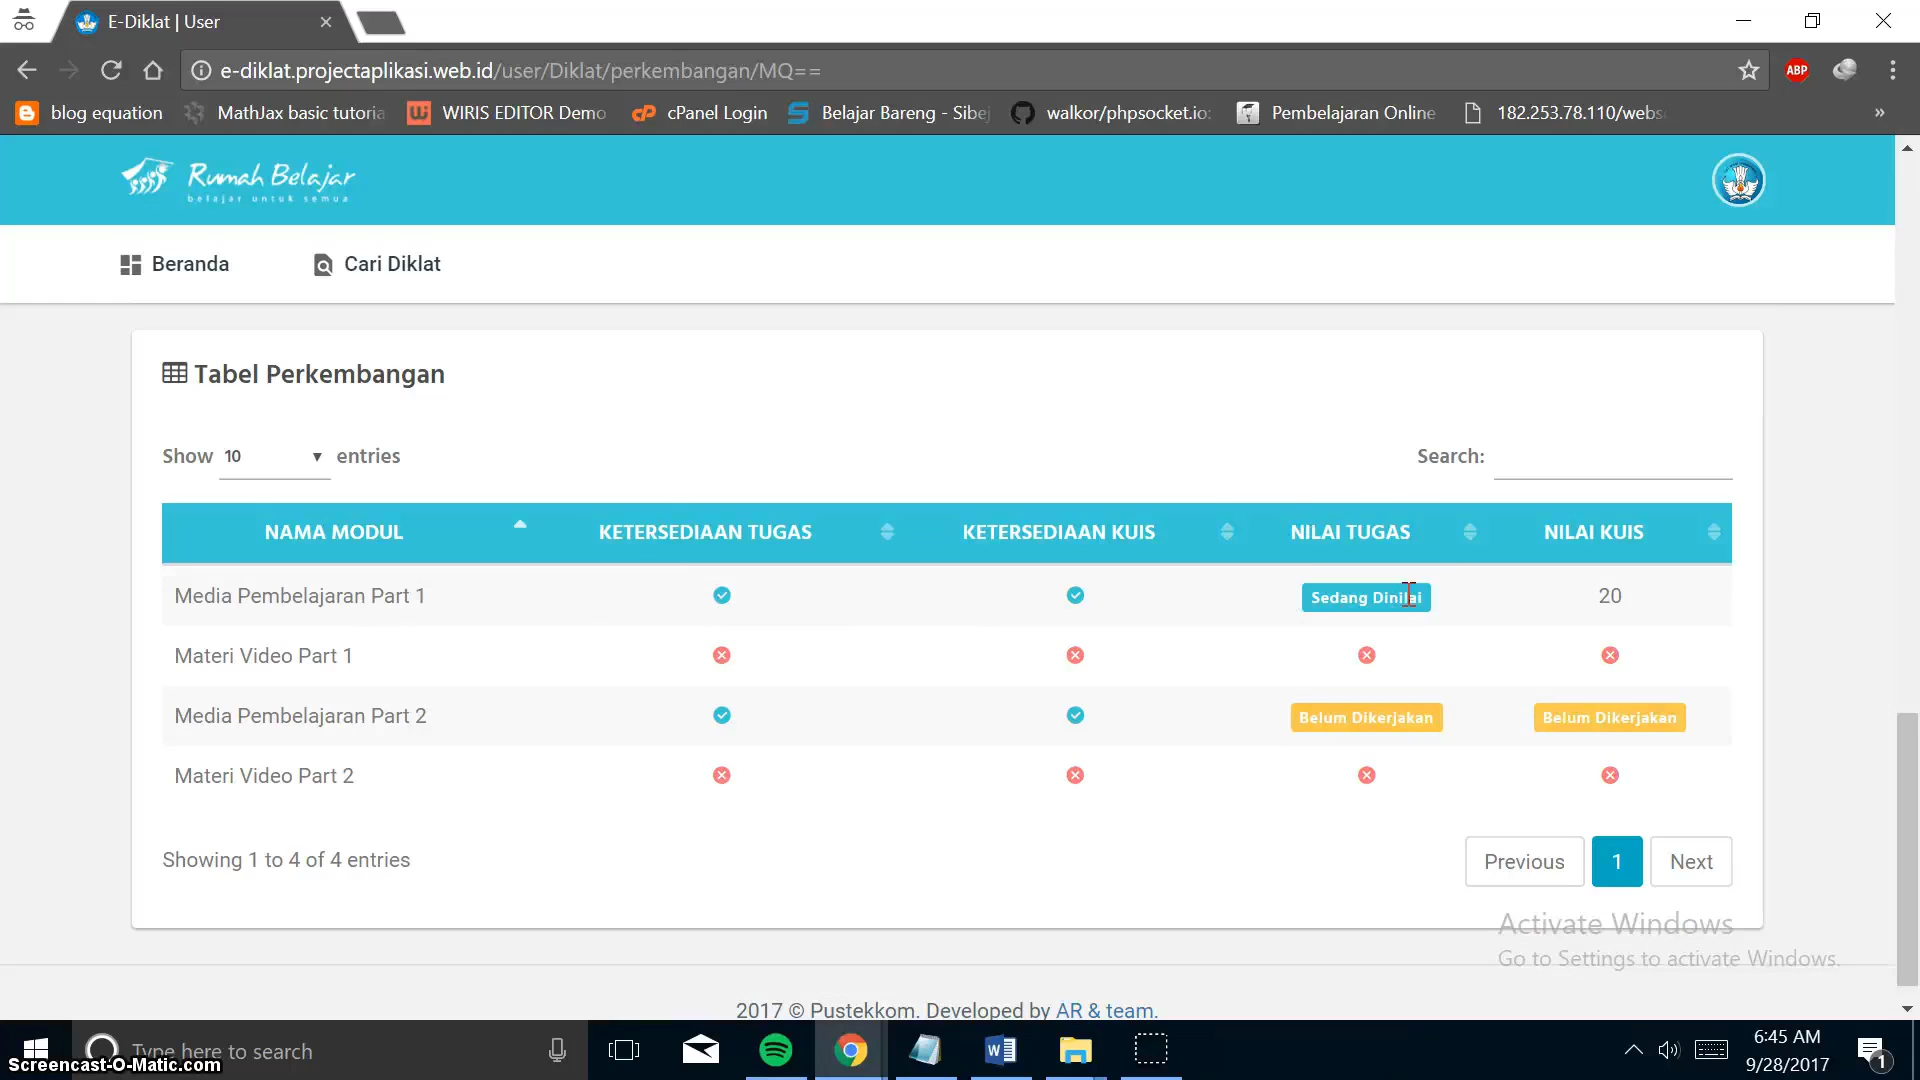 E-Diklat | User
e-diklat.projectaplikasi.web.id/user/Diklat/perkembangan/MQ==
ABP
blog equation MathJax basic tutoria WIRIS EDITOR Demo cPanel Login Belajar Bareng - Sibej walkor/phpsocket.io: Pembelajaran Online 182.253.78.110/webs »
Rumah Belajar
belajar untuk semua
Beranda Cari Diklat
Tabel Perkembangan
Show 10 entries Search:
NAMA MODUL KETERSEDIAAN TUGAS KETERSEDIAAN KUIS NILAI TUGAS NILAI KUIS
Media Pembelajaran Part 1 Sedang Dinilai 20
Materi Video Part 1
Media Pembelajaran Part 2 Belum Dikerjakan Belum Dikerjakan
Materi Video Part 2
Showing 1 to 4 of 4 entries Previous 1 Next
Activate Windows
Go to Settings to activate Windows.
2017 © Pustekkom. Developed by AR & team.
Type here to search
Screencast-O-Matic.com
6:45 AM
9/28/2017
1